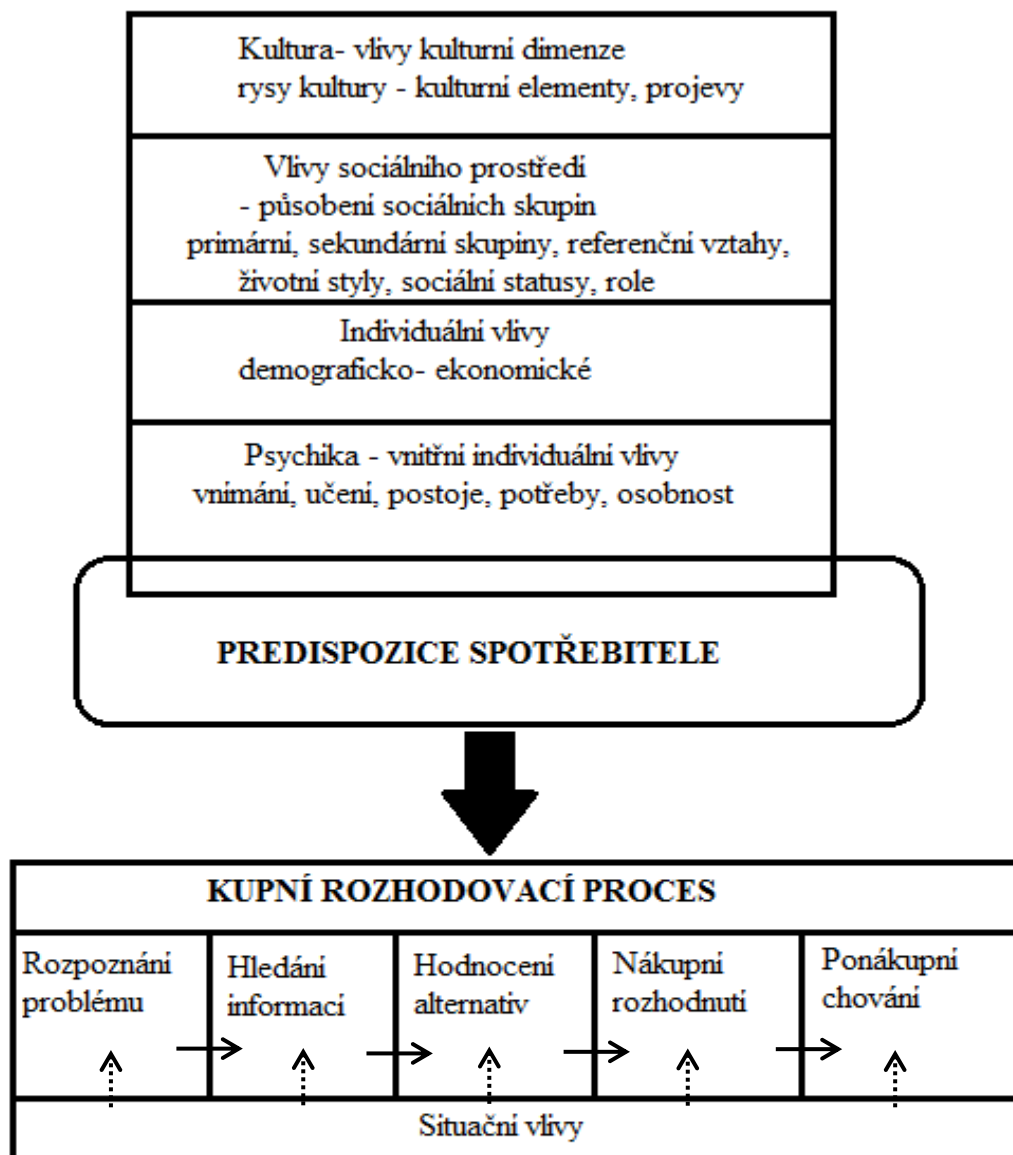 Kultura- vlivy kulturní dimenze
rysy kultury - kulturní elementy, projevy
Vlivy sociálního prostředí
- působení sociálních skupin
primární, sekundární skupiny, referenční vztahy,
životní styly, sociální statusy, role
Individuální vlivy
demograficko- ekonomické
Psychika - vnitřní individuální vlivy
vnímání, učení, postoje, potřeby, osobnost
PREDISPOZICE SPOTŘEBITELE
KUPNÍ ROZHODOVACÍ PROCES
Rozpoznání
problému
Hledání
informací
Hodnocení
alternativ
Nákupní
rozhodnutí
Ponákupní
chování
Situační vlivy